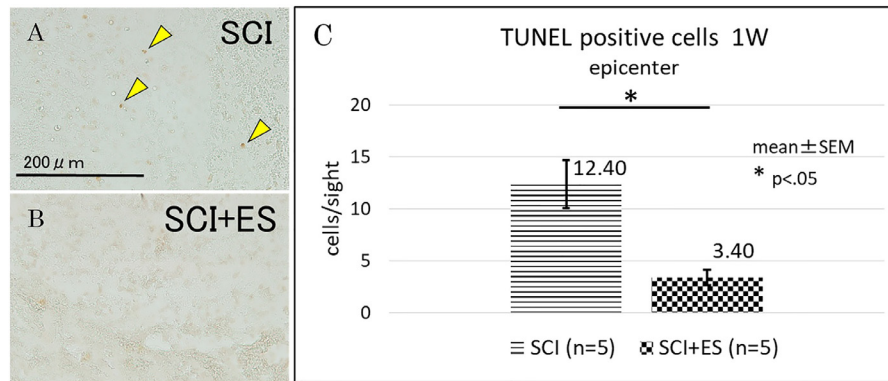 A
SCI
200μm
B
SCI+ES
C
TUNEL positive cells 1W
epicenter
*
cells/sight
20
15
10
5
0
12.40
3.40
mean±SEM
* p<.05
SCI (n=5) SCI+ES (n=5)